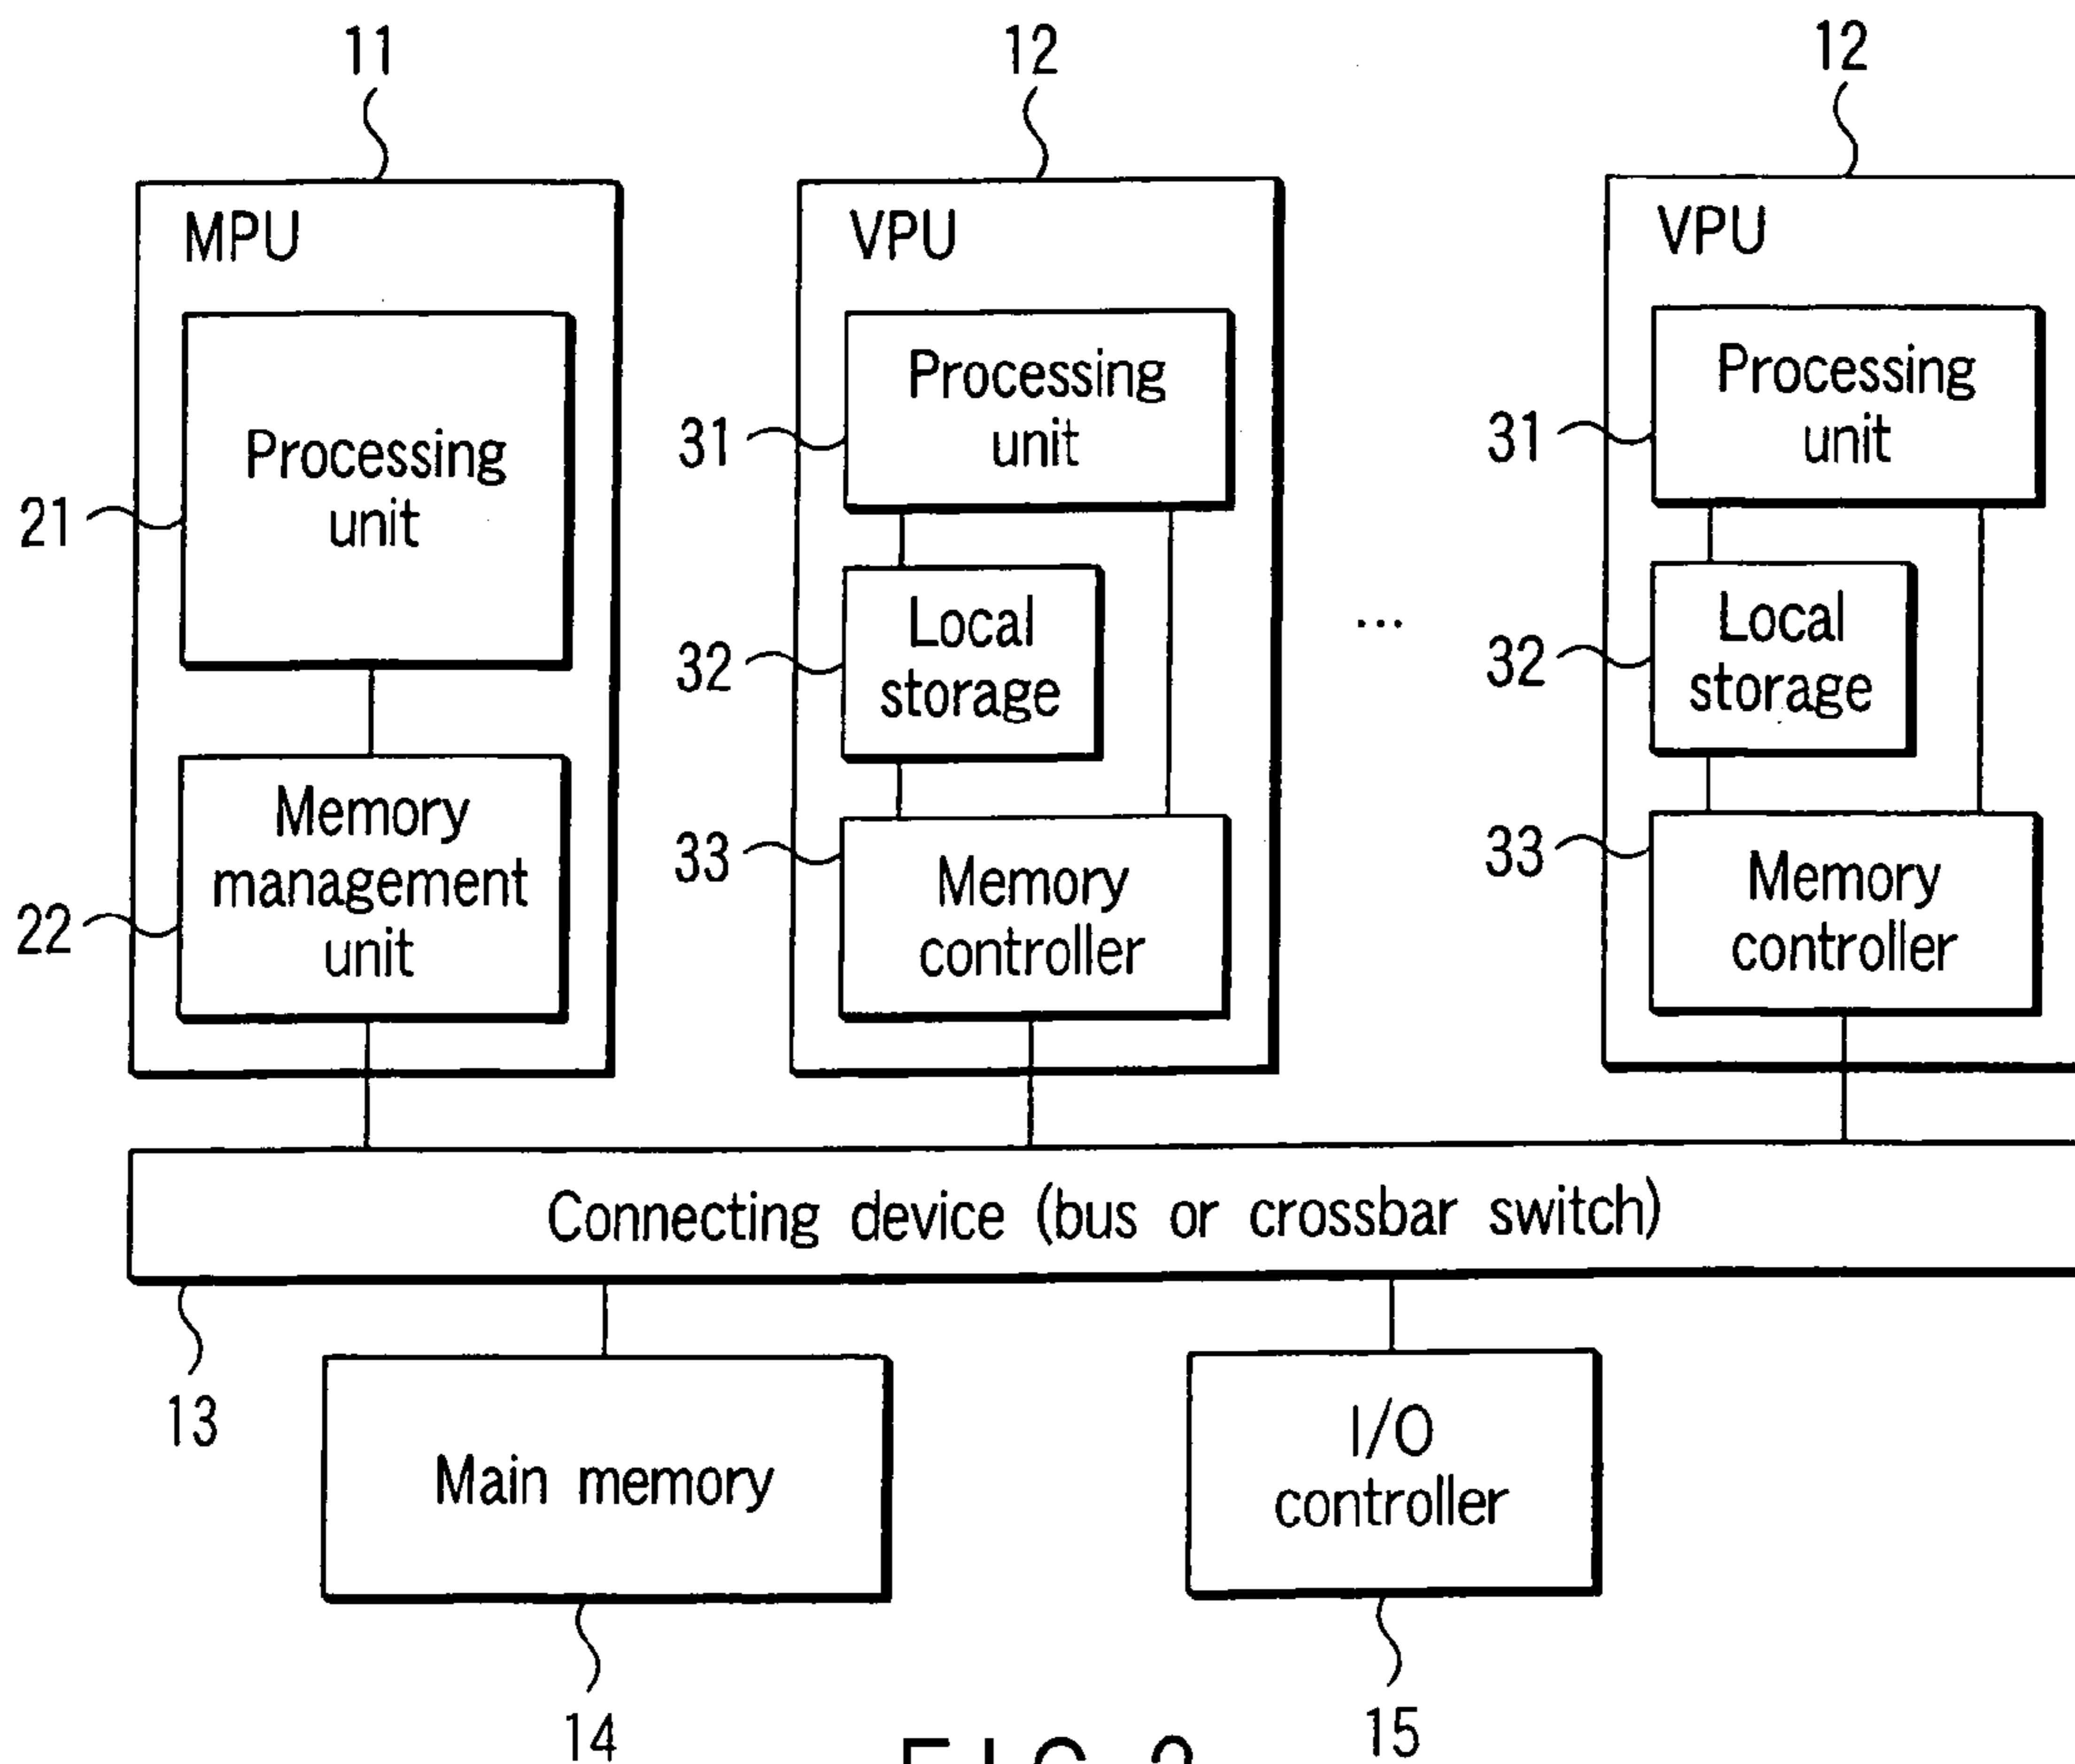 11
12
12
MPU
VPU
VPU
Processing
unit
21
Memory
management
unit
22
Processing
unit
31
Local
storage
32
Memory
controller
33
...
Processing
unit
31
Local
storage
32
Memory
controller
33
Connecting device (bus or crossbar switch)
13
Main memory
14
I/O
controller
15